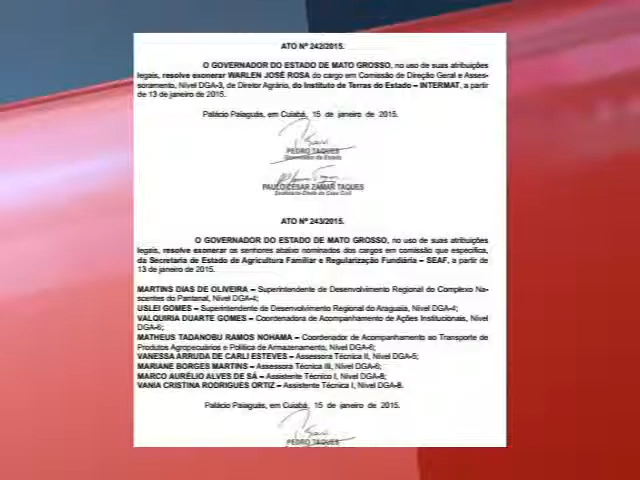 ATO Nº 242/2015.
O GOVERNADOR DO ESTADO DE MATO GROSSO, no uso de suas atribuições
legais, resolve exonerar WARLEN JOSÉ ROSA do cargo em Comissão de Direção Geral e Asses-
soramento, Nível DGA-3, de Diretor Agrário, do Instituto de Terras do Estado – INTERMAT, a partir
de 13 de janeiro de 2015.
Palácio Paiaguás, em Cuiabá, 15 de janeiro de 2015.
PEDRO TAQUES
Governador do Estado
PAULO CESAR ZAMAR TAQUES
Secretário-Chefe da Casa Civil
ATO Nº 243/2015.
O GOVERNADOR DO ESTADO DE MATO GROSSO, no uso de suas atribuições
legais, resolve exonerar os senhores abaixo nominados dos cargos em comissão que especifica,
da Secretaria de Estado de Agricultura Familiar e Regularização Fundiária – SEAF, a partir de
13 de janeiro de 2015.
MARTINS DIAS DE OLIVEIRA – Superintendente de Desenvolvimento Regional do Complexo Na-
scentes do Pantanal, Nível DGA-4;
USLEI GOMES – Superintendente de Desenvolvimento Regional do Araguaia, Nível DGA-4;
VALQUIRIA DUARTE GOMES – Coordenadora de Acompanhamento de Ações Institucionais, Nível
DGA-6;
MATHEUS TADANOBU RAMOS NOHAMA – Coordenador de Acompanhamento ao Transporte de
Produtos Agropecuários e Política de Armazenamento, Nível DGA-6;
VANESSA ARRUDA DE CARLI ESTEVES – Assessora Técnica II, Nível DGA-5;
MARIANE BORGES MARTINS – Assessora Técnica III, Nível DGA-6;
MARCO AURÉLIO ALVES DE SÁ – Assistente Técnico I, Nível DGA-8;
VANIA CRISTINA RODRIGUES ORTIZ – Assistente Técnica I, Nível DGA-8.
Palácio Paiaguás, em Cuiabá, 15 de janeiro de 2015.
PEDRO TAQUES